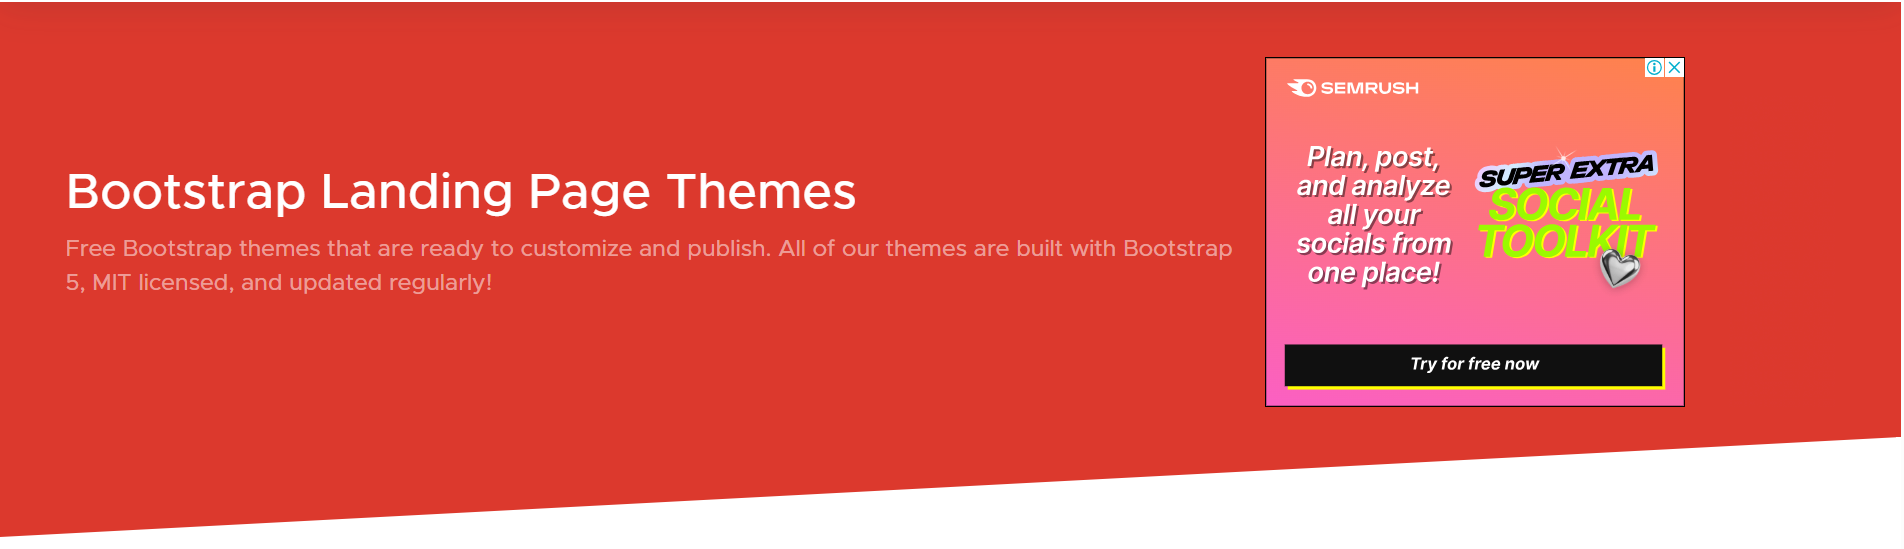 Bootstrap Landing Page Themes
Free Bootstrap themes that are ready to customize and publish. All of our themes are built with Bootstrap
5, MIT licensed, and updated regularly!
SEMRUSH
Plan, post,
and analyze
all your
socials from
one place!
SUPER EXTRA
SOCIAL
TOOLKIT
Try for free now